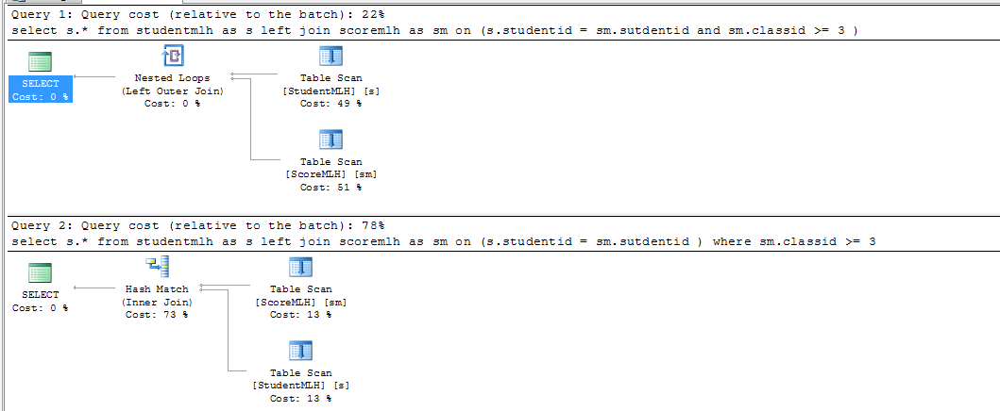 Query 1: Query cost (relative to the batch): 22%
select s.* from studentmlh as s left join scoremlh as sm on (s.studentid = sm.sutdentid and sm.classid >= 3 )
SELECT
Cost: 0 %
Nested Loops
(Left Outer Join)
Cost: 0 %
Table Scan
[StudentMLH] [s]
Cost: 49 %
Table Scan
[ScoreMLH] [sm]
Cost: 51 %
Query 2: Query cost (relative to the batch): 78%
select s.* from studentmlh as s left join scoremlh as sm on (s.studentid = sm.sutdentid ) where sm.classid >= 3
SELECT
Cost: 0 %
Hash Match
(Inner Join)
Cost: 73 %
Table Scan
[ScoreMLH] [sm]
Cost: 13 %
Table Scan
[StudentMLH] [s]
Cost: 13 %